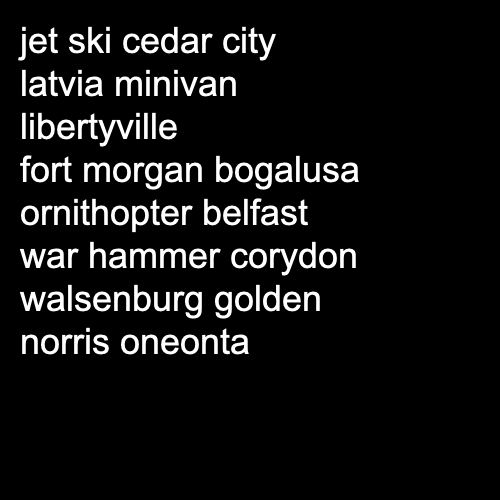 jet ski cedar city
latvia minivan
libertyville
fort morgan bogalusa
ornithopter belfast
war hammer corydon
walsenburg golden
norris oneonta